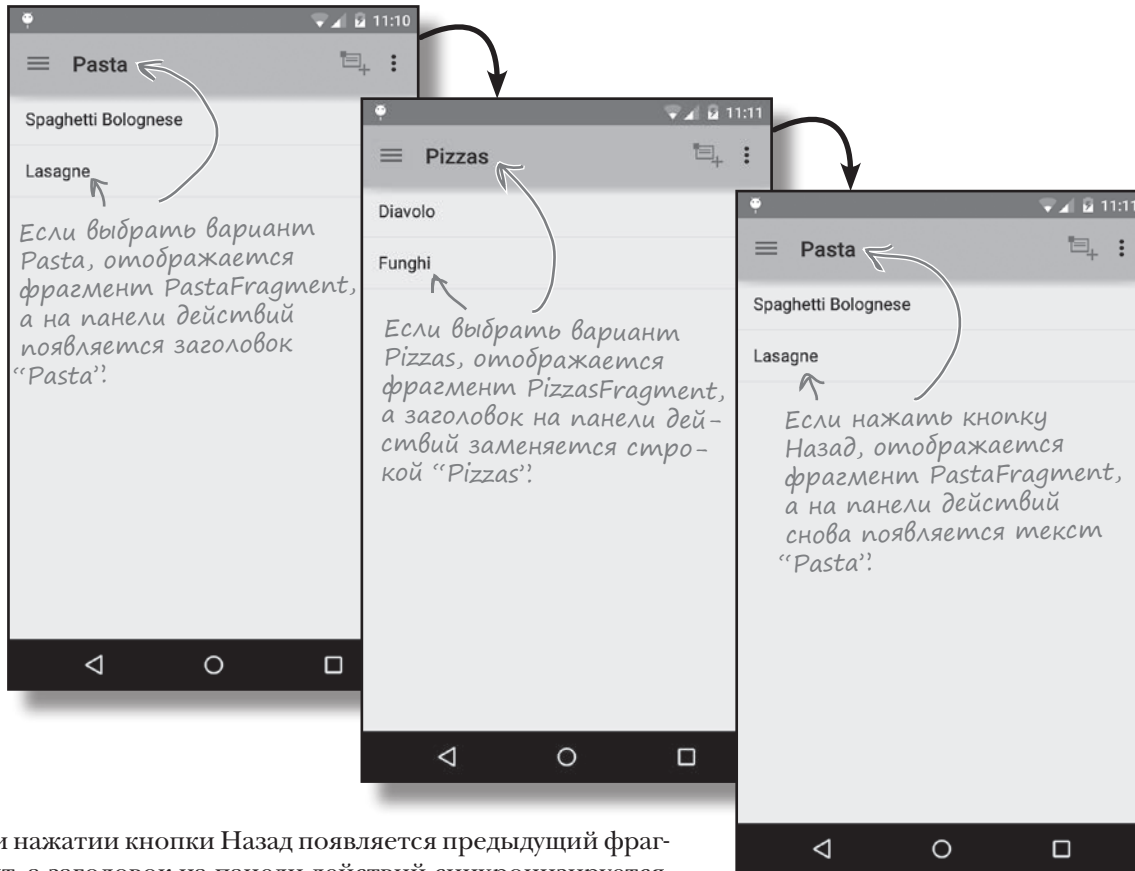 11:10
Pasta
Spaghetti Bolognese
Lasagne
Если выбрать вариант
Pasta, отображается
фрагмент PastaFragment,
а на панели действий
появляется заголовок
“Pasta”.
11:11
Pizzas
Diavolo
Funghi
Если выбрать вариант
Pizzas, отображается
фрагмент PizzasFragment,
а заголовок на панели дей-
ствий заменяется стро-
кой “Pizzas”.
11:11
Pasta
Spaghetti Bolognese
Lasagne
Если нажать кнопку
Назад, отображается
фрагмент PastaFragment,
а на панели действий
снова появляется текст
“Pasta”.
и нажатии кнопки Назад появляется предыдущий фраг-
т, а заголовок на панели действий синхронизируется